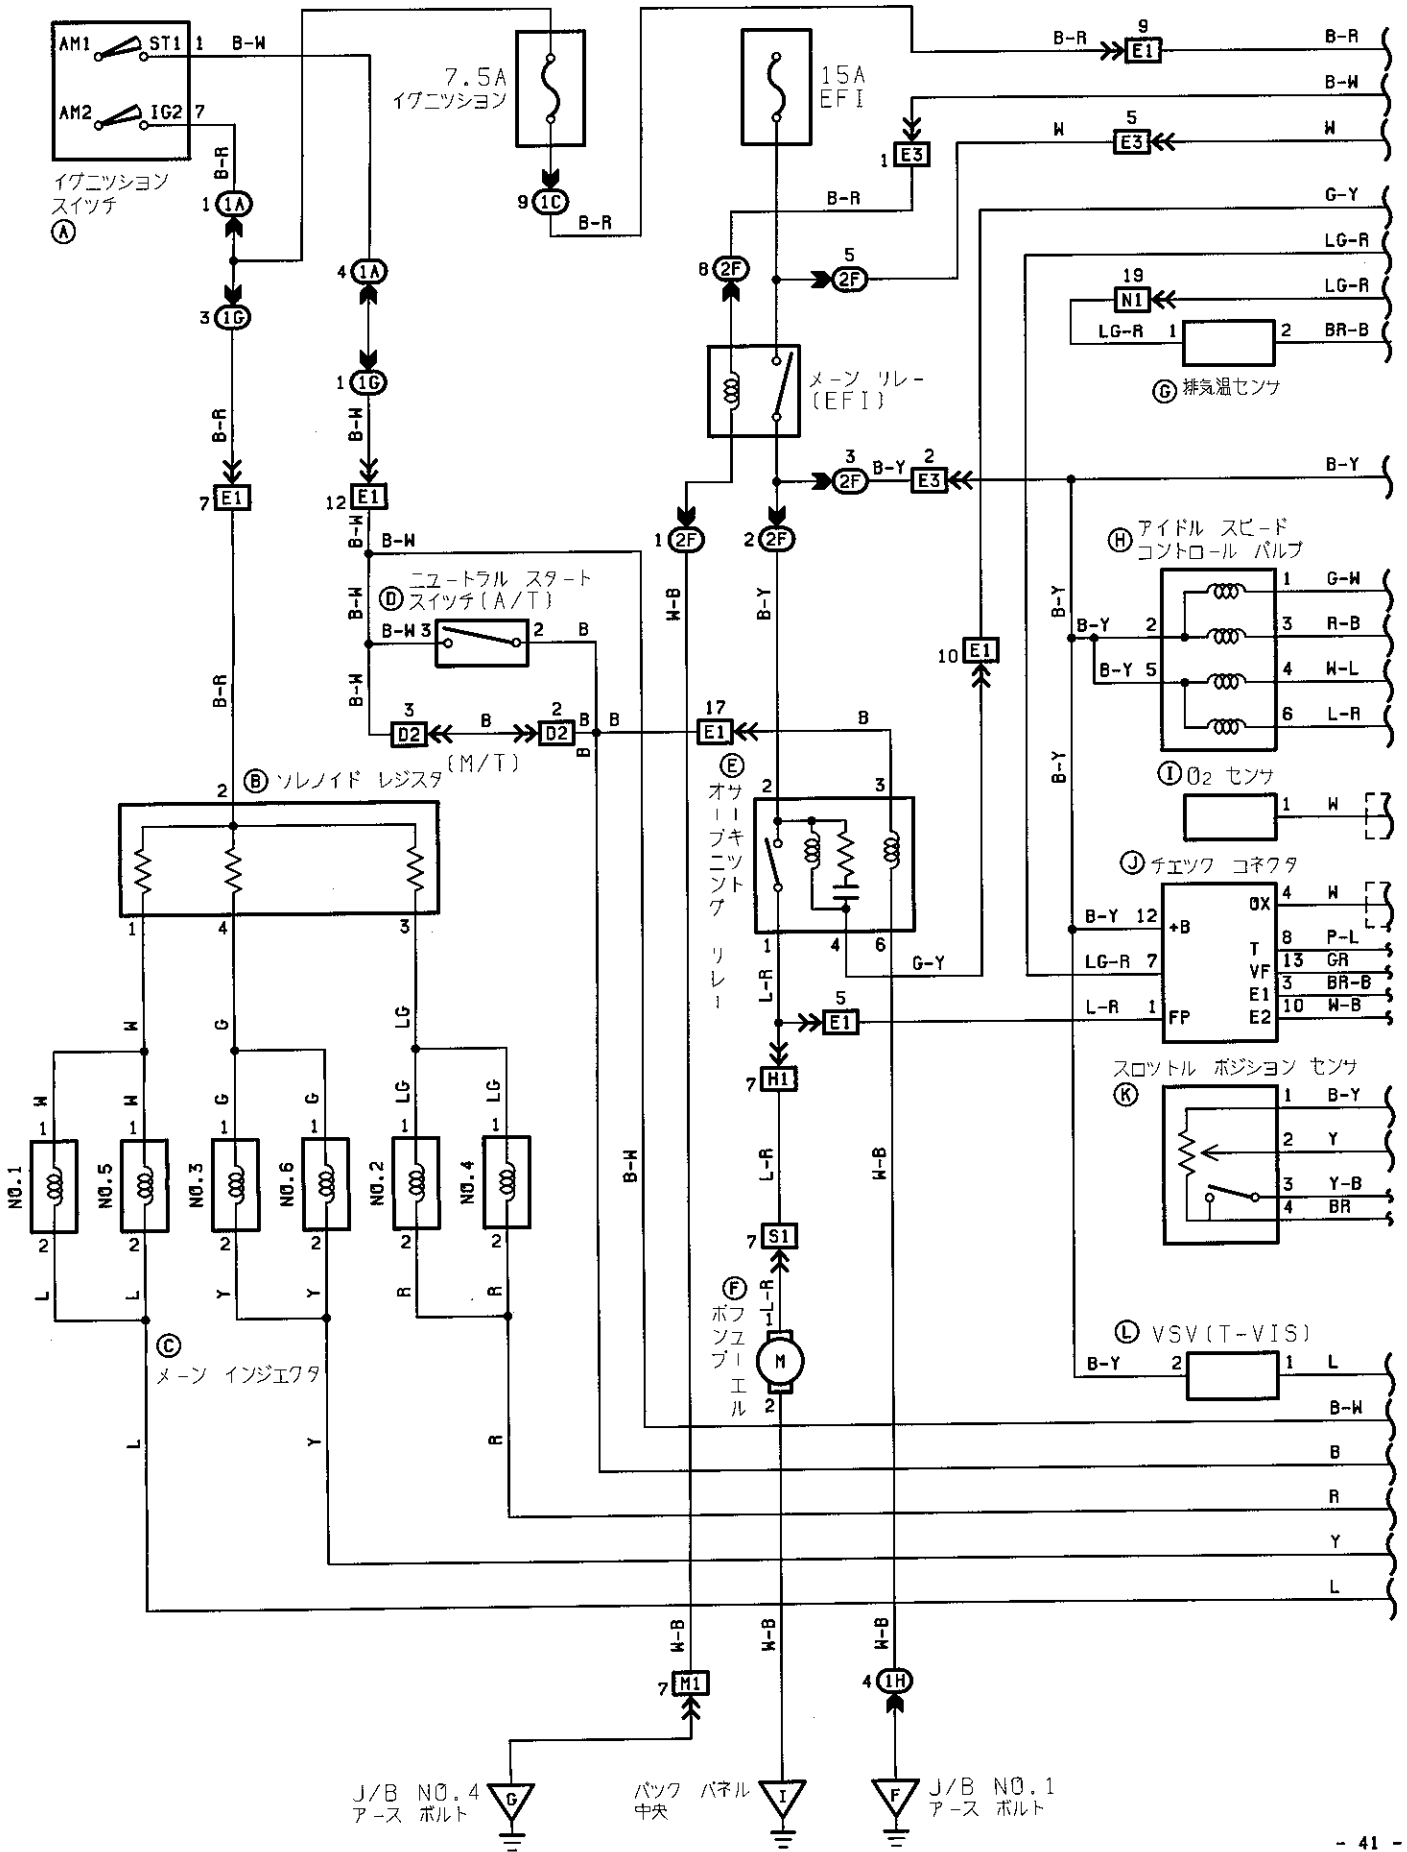 AM1 ST1 1 B-W
AM2 IG2 7
イグニッション
スイッチ
A
B-R
1 1A
3 1G
B-R
7 E1
B-R
4 1A
1 1G
B-W
12 E1
B-W
B-W
B-W
B-W
7.5A
イグニッション
9 1C
B-R
15A
EFI
B-R
9
E1
B-R
B-W
1 E3
W
5
E3
W
B-R
8 2F
5
2F
G-Y
LG-R
19
N1
LG-R
LG-R 1
2 BR-B
G 排気温センサ
メーン リレー
(EFI)
3
2F
B-Y
2
E3
B-Y
1 2F
2 2F
W-B
B-Y
D ニュートラル スタート
スイッチ(A/T)
B-W 3
2 B
3
D2
B
2
D2
B
B
B
(M/T)
17
E1
B
10 E1
H アイドル スピード
コントロール バルブ
B-Y
B-Y 2
B-Y 5
1 G-W
3 R-B
4 W-L
6 L-R
B-Y
I O2 センサ
1 W
E
サーキット
オープニング
リレー
2
3
1
4
6
G-Y
L-R
B ソレノイド レジスタ
2
1
4
3
J チェック コネクタ
B-Y 12 +B
LG-R 7
L-R 1 FP
OX 4 W
T 8 P-L
VF 13 GR
E1 3 BR-B
E2 10 W-B
5
E1
7 H1
L-R
7 S1
L-R
F
フューエル
ポンプ
1
M
2
W-B
K スロットル ポジション センサ
1 B-Y
2 Y
3 Y-B
4 BR
L VSV(T-VIS)
B-Y 2
1 L
W
G
LG
W
W
G
G
LG
LG
1
1
1
1
1
1
NO.1
NO.5
NO.3
NO.6
NO.2
NO.4
2
2
2
2
2
2
L
L
Y
Y
R
R
C
メーン インジェクタ
L
Y
R
B-W
B-W
B
R
Y
L
W-B
W-B
W-B
7 M1
4 1H
J/B NO.4
アース ボルト
G
バック パネル
中央
I
F
J/B NO.1
アース ボルト
- 41 -